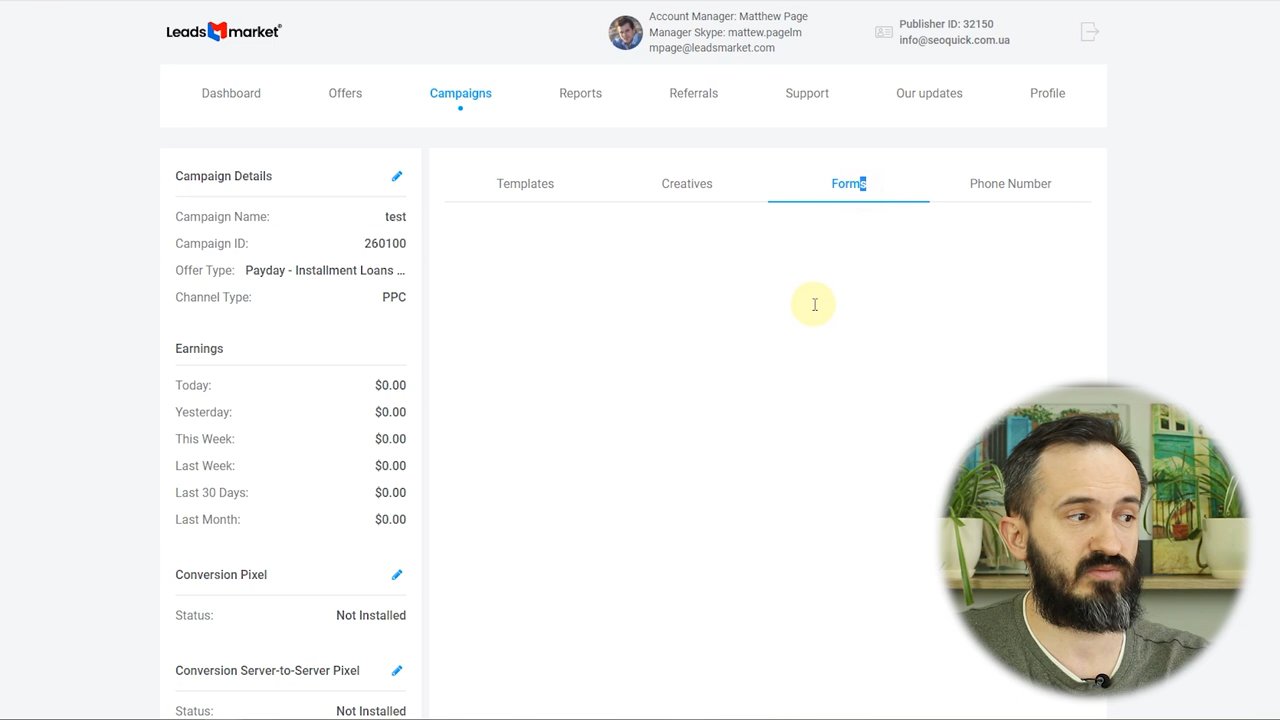 Leads market®
Account Manager: Matthew Page
Manager Skype: mattew.pagelm
mpage@leadsmarket.com
Publisher ID: 32150
info@seoquick.com.ua
Dashboard
Offers
Campaigns
Reports
Referrals
Support
Our updates
Profile
Campaign Details
Campaign Name: test
Campaign ID: 260100
Offer Type: Payday - Installment Loans ...
Channel Type: PPC
Earnings
Today: $0.00
Yesterday: $0.00
This Week: $0.00
Last Week: $0.00
Last 30 Days: $0.00
Last Month: $0.00
Conversion Pixel
Status: Not Installed
Conversion Server-to-Server Pixel
Status: Not Installed
Templates
Creatives
Forms
Phone Number